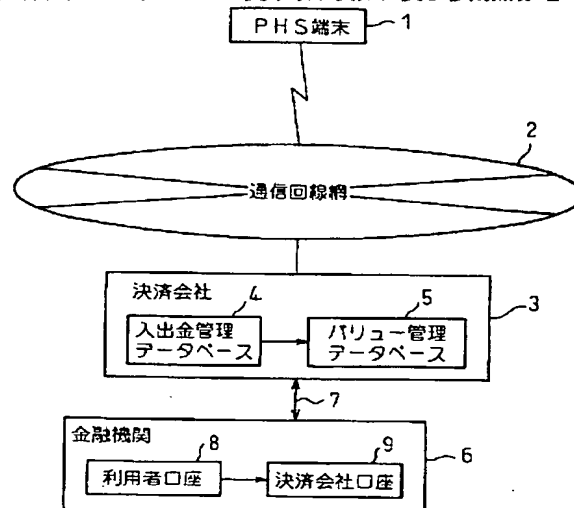 PHS端末
1
2
通信回線網
決済会社
4
5
3
入出金管理
データベース
バリュー管理
データベース
7
金融機関
8
9
6
利用者口座
決済会社口座